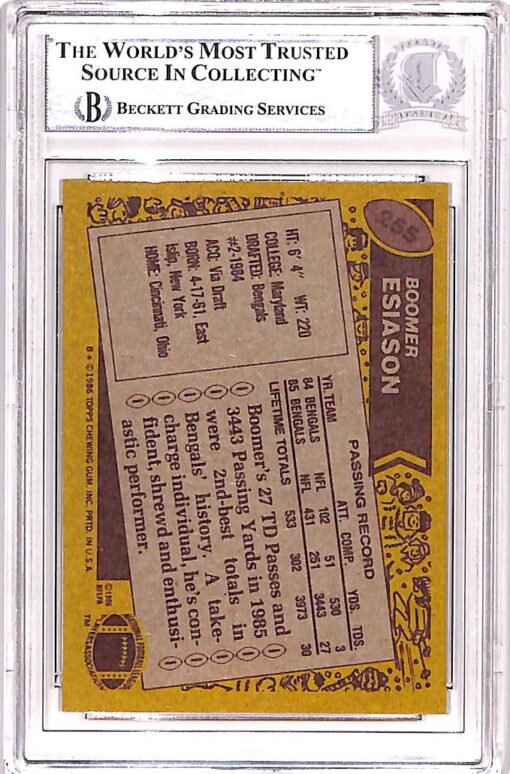 THE WORLD'S MOST TRUSTED
SOURCE IN COLLECTING™
B BECKETT GRADING SERVICES
255
BOOMER
ESIASON
HT: 6' 4" WT: 220
COLLEGE: Maryland
DRAFTED: Bengals
#2-1984
ACQ: Via Draft
BORN: 4-17-61, East
Islip, New York
HOME: Cincinnati, Ohio
PASSING RECORD
YR. TEAM ATT. COMP. YDS. TDS.
84 BENGALS NFL 102 51 530 3
85 BENGALS NFL 431 251 3443 27
LIFETIME TOTALS 533 302 3973 30
Boomer's 27 TD Passes and
3443 Passing Yards in 1985
were 2nd-best totals in
Bengals' history. A take-
charge individual, he's con-
fident, shrewd and enthusi-
astic performer.
B * © 1986 TOPPS CHEWING GUM, INC. PRTD. IN U.S.A.
©1986
NFLPA
TM